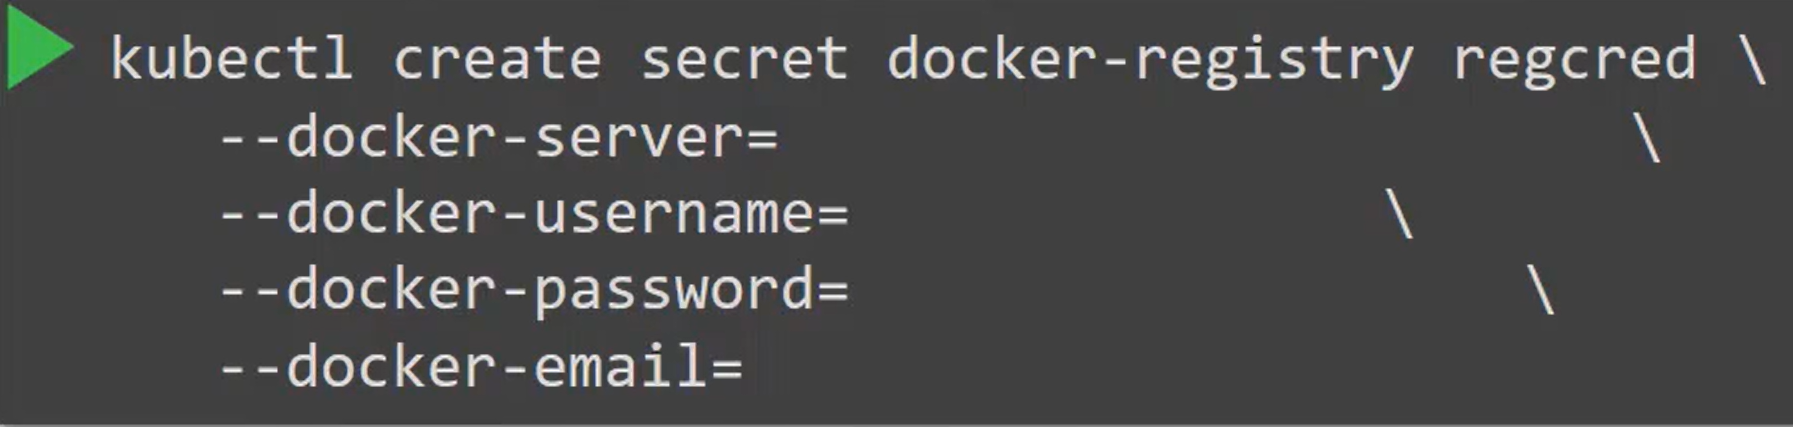 kubectl create secret docker-registry regcred \
--docker-server= \
--docker-username= \
--docker-password= \
--docker-email=